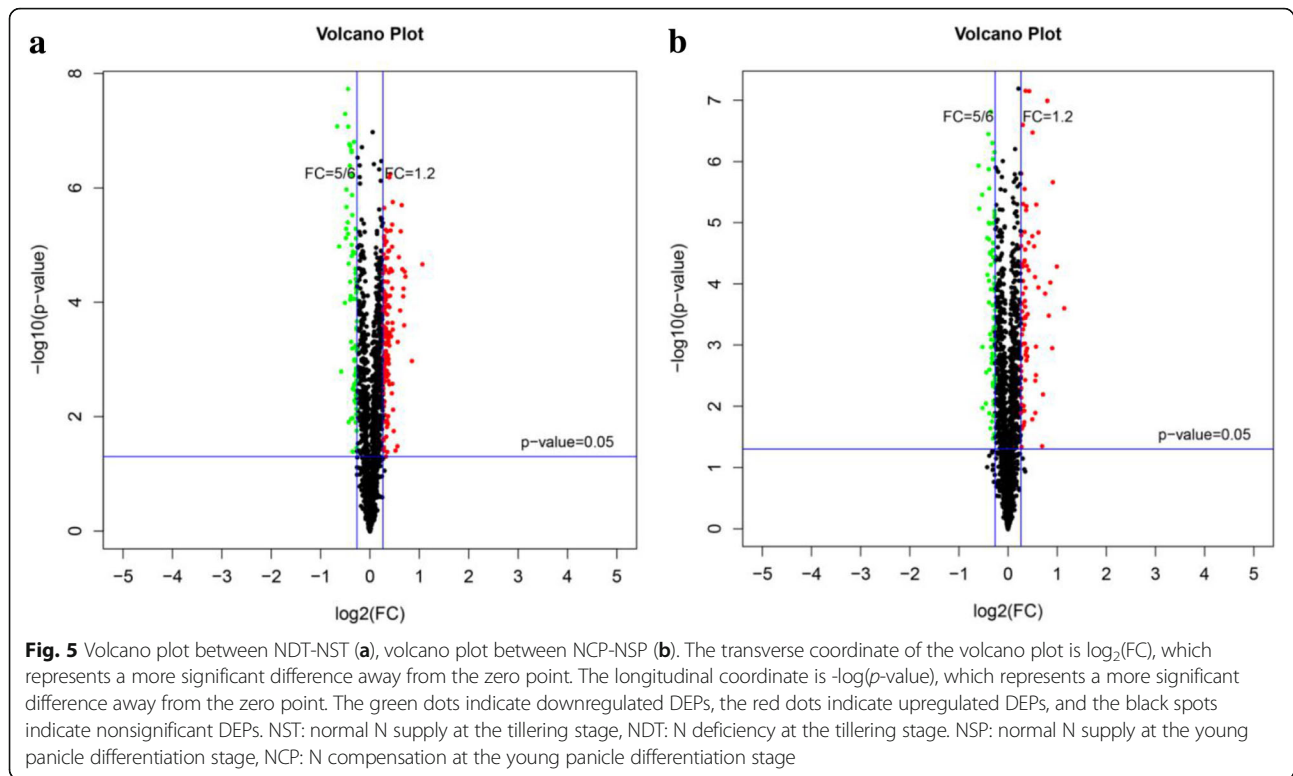 a
Volcano Plot
8
6
4
2
0
-log10(p-value)
FC=5/6
FC=1.2
p-value=0.05
-5 -4 -3 -2 -1 0 1 2 3 4 5
log2(FC)
b
Volcano Plot
7
6
5
4
3
2
1
0
-log10(p-value)
FC=5/6
FC=1.2
p-value=0.05
-5 -4 -3 -2 -1 0 1 2 3 4 5
log2(FC)
Fig. 5 Volcano plot between NDT-NST (a), volcano plot between NCP-NSP (b). The transverse coordinate of the volcano plot is log₂(FC), which
represents a more significant difference away from the zero point. The longitudinal coordinate is -log(p-value), which represents a more significant
difference away from the zero point. The green dots indicate downregulated DEPs, the red dots indicate upregulated DEPs, and the black spots
indicate nonsignificant DEPs. NST: normal N supply at the tillering stage, NDT: N deficiency at the tillering stage. NSP: normal N supply at the young
panicle differentiation stage, NCP: N compensation at the young panicle differentiation stage